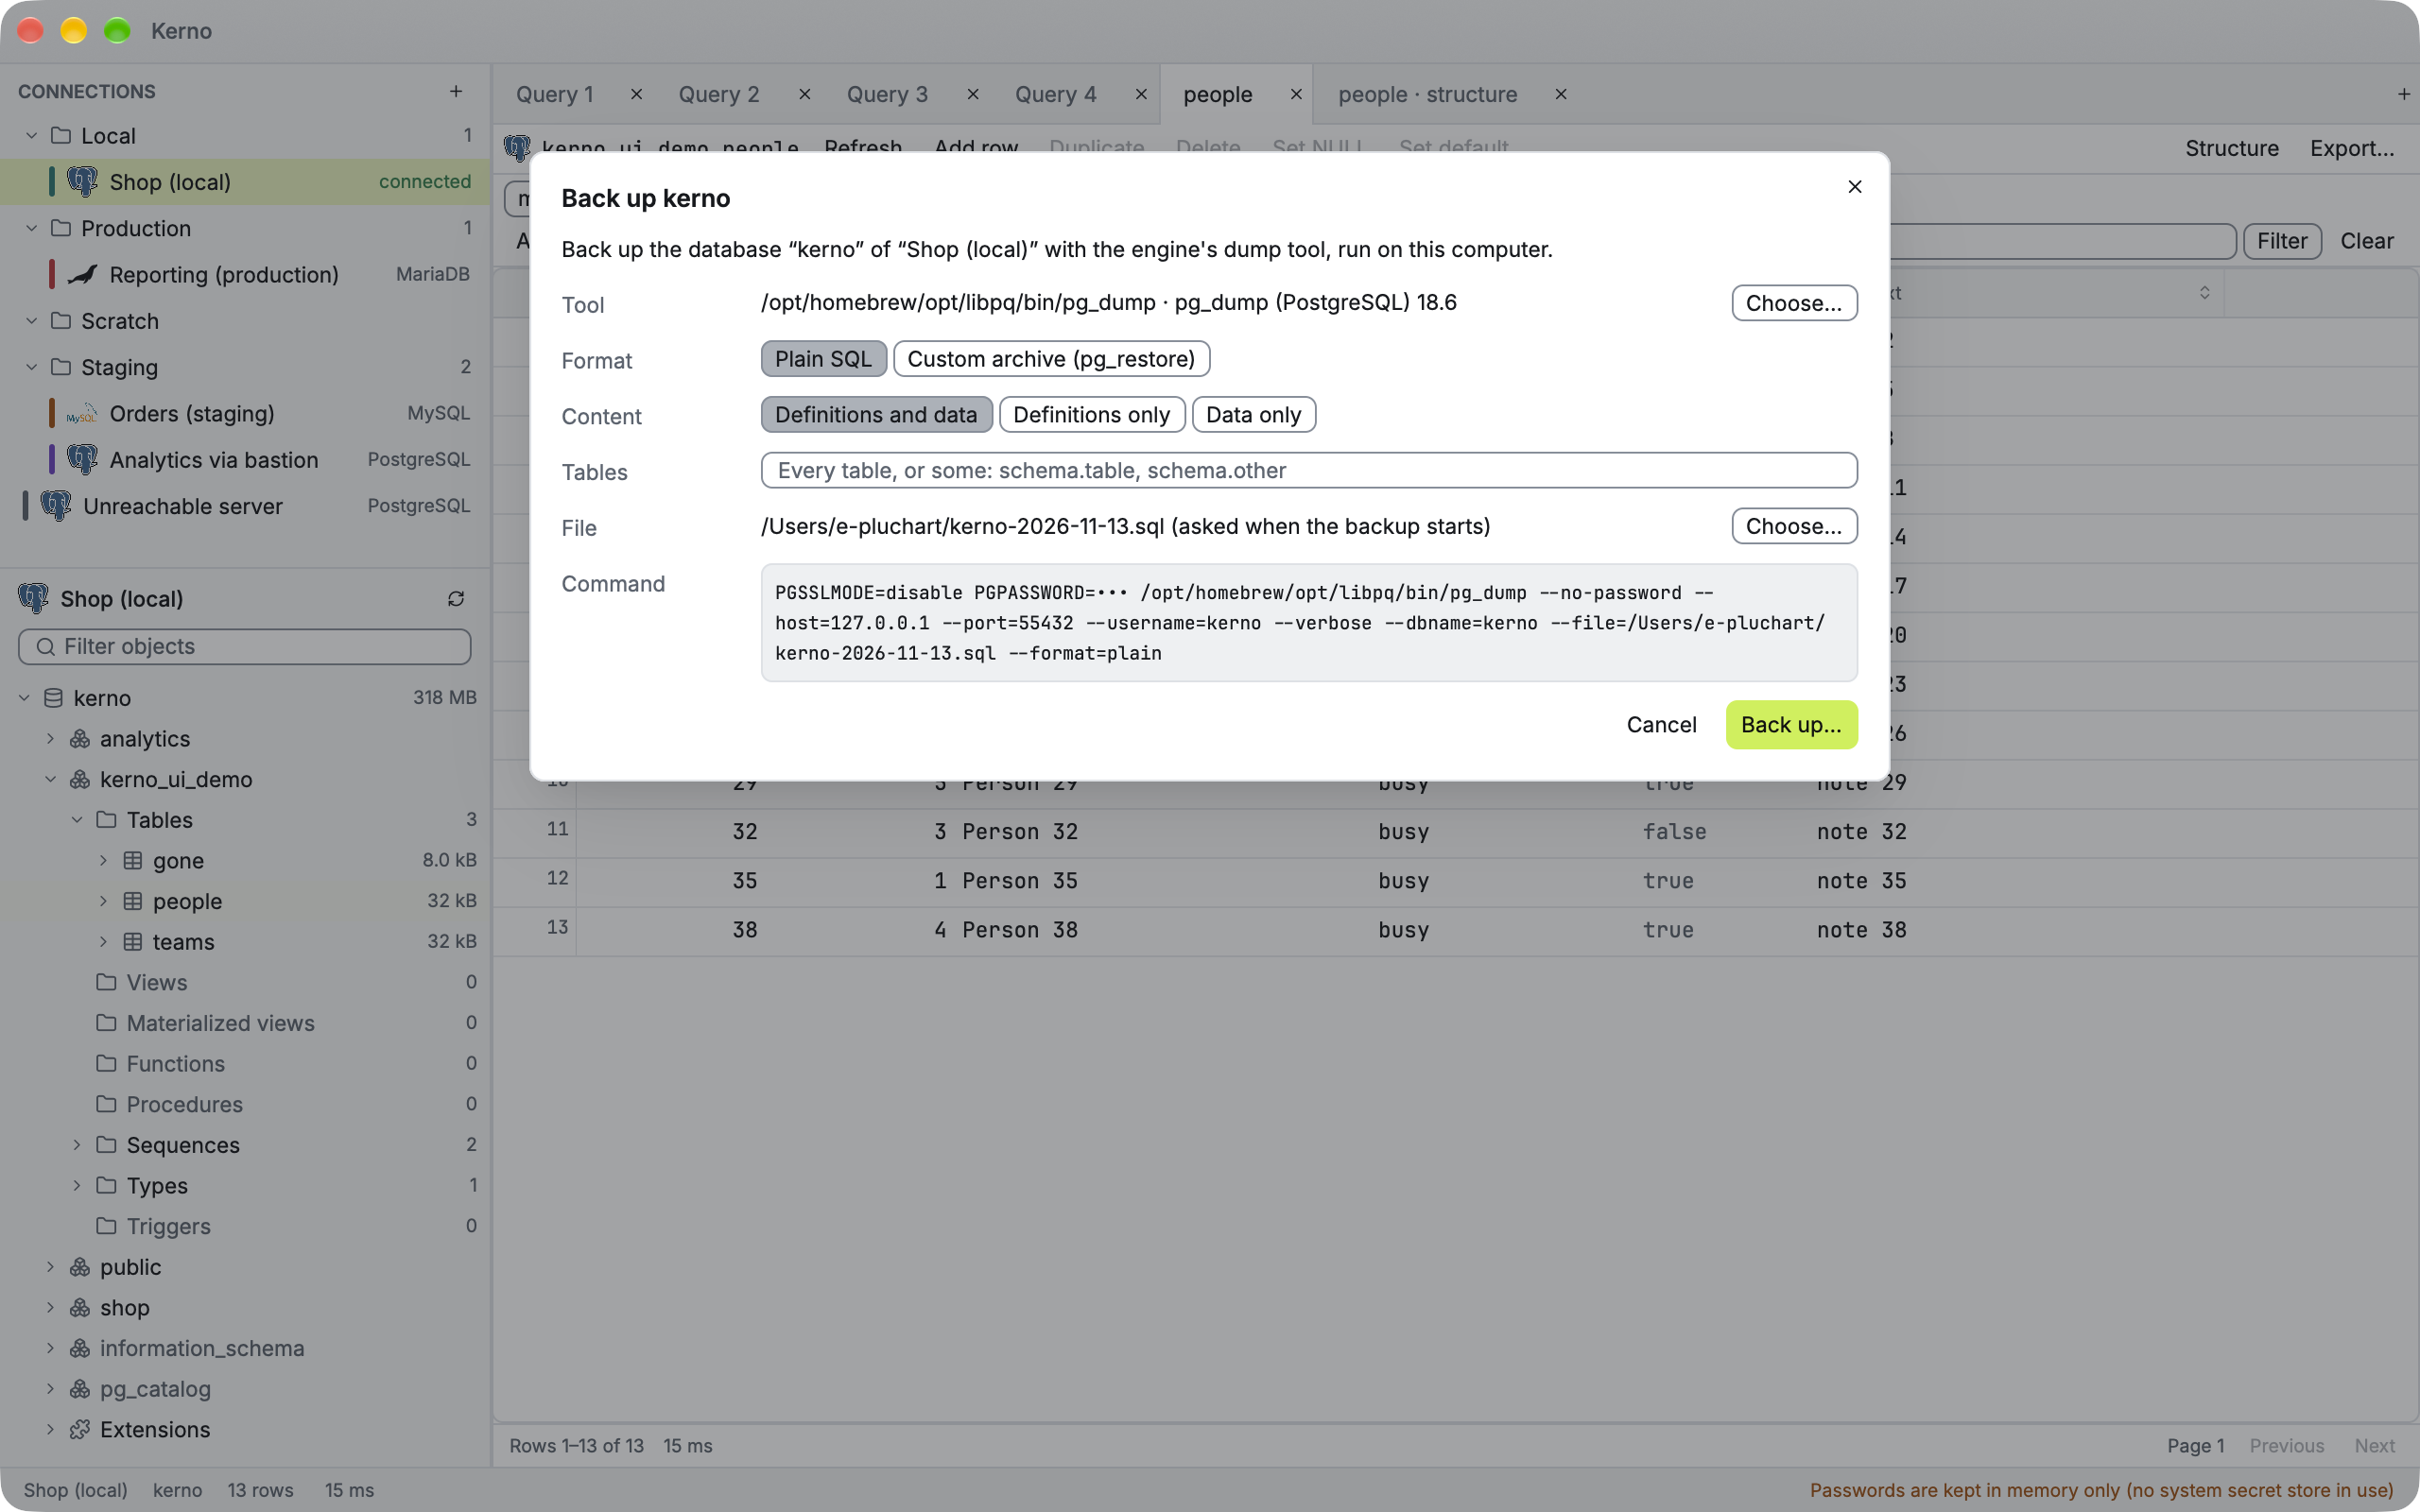 Kerno
CONNECTIONS
Local 1
Shop (local) connected
Production 1
Reporting (production) MariaDB
Scratch
Staging 2
MySQL Orders (staging) MySQL
Analytics via bastion PostgreSQL
Unreachable server PostgreSQL
Shop (local)
Filter objects
kerno 318 MB
analytics
kerno_ui_demo
Tables 3
gone 8.0 kB
people 32 kB
teams 32 kB
Views 0
Materialized views 0
Functions 0
Procedures 0
Sequences 2
Types 1
Triggers 0
public
shop
information_schema
pg_catalog
Extensions
Query 1 Query 2 Query 3 Query 4 people people · structure
kerno_ui_demo.people Refresh Add row Duplicate Delete Set NULL Set default Structure Export...
Filter Clear
Back up kerno
Back up the database “kerno” of “Shop (local)” with the engine's dump tool, run on this computer.
Tool /opt/homebrew/opt/libpq/bin/pg_dump · pg_dump (PostgreSQL) 18.6 Choose...
Format Plain SQL Custom archive (pg_restore)
Content Definitions and data Definitions only Data only
Tables Every table, or some: schema.table, schema.other
File /Users/e-pluchart/kerno-2026-11-13.sql (asked when the backup starts) Choose...
Command PGSSLMODE=disable PGPASSWORD=••• /opt/homebrew/opt/libpq/bin/pg_dump --no-password --
host=127.0.0.1 --port=55432 --username=kerno --verbose --dbname=kerno --file=/Users/e-pluchart/
kerno-2026-11-13.sql --format=plain
Cancel Back up...
10 29 5 Person 29 busy true note 29
11 32 3 Person 32 busy false note 32
12 35 1 Person 35 busy true note 35
13 38 4 Person 38 busy true note 38
Rows 1–13 of 13 15 ms Page 1 Previous Next
Shop (local) kerno 13 rows 15 ms Passwords are kept in memory only (no system secret store in use)